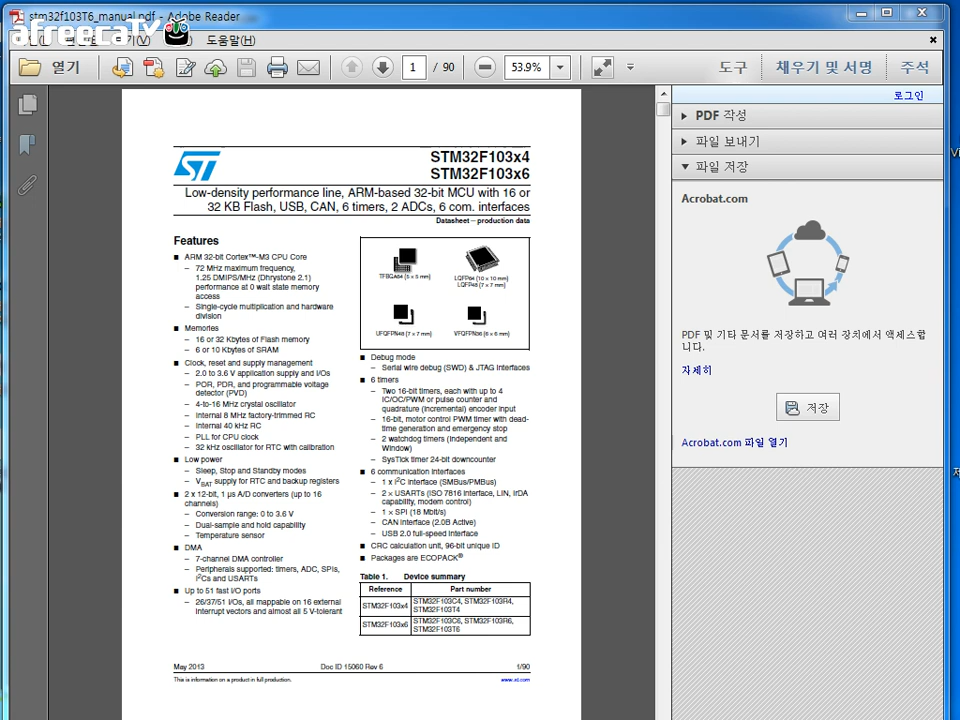 stm32f103T6_manual.pdf - Adobe Reader
afreecaTV
도움말(H)
열기
1 / 90
53.9%
도구
채우기 및 서명
주석
로그인
PDF 작성
파일 보내기
파일 저장
Acrobat.com
PDF 및 기타 문서를 저장하고 여러 장치에서 액세스합
니다.
자세히
저장
Acrobat.com 파일 열기
STM32F103x4
STM32F103x6
Low-density performance line, ARM-based 32-bit MCU with 16 or
32 KB Flash, USB, CAN, 6 timers, 2 ADCs, 6 com. interfaces
Datasheet − production data
Features
■ ARM 32-bit Cortex™-M3 CPU Core
– 72 MHz maximum frequency,
1.25 DMIPS/MHz (Dhrystone 2.1)
performance at 0 wait state memory
access
– Single-cycle multiplication and hardware
division
■ Memories
– 16 or 32 Kbytes of Flash memory
– 6 or 10 Kbytes of SRAM
■ Clock, reset and supply management
– 2.0 to 3.6 V application supply and I/Os
– POR, PDR, and programmable voltage
detector (PVD)
– 4-to-16 MHz crystal oscillator
– Internal 8 MHz factory-trimmed RC
– Internal 40 kHz RC
– PLL for CPU clock
– 32 kHz oscillator for RTC with calibration
■ Low power
– Sleep, Stop and Standby modes
– VBAT supply for RTC and backup registers
■ 2 x 12-bit, 1 µs A/D converters (up to 16
channels)
– Conversion range: 0 to 3.6 V
– Dual-sample and hold capability
– Temperature sensor
■ DMA
– 7-channel DMA controller
– Peripherals supported: timers, ADC, SPIs,
I²Cs and USARTs
■ Up to 51 fast I/O ports
– 26/37/51 I/Os, all mappable on 16 external
interrupt vectors and almost all 5 V-tolerant
TFBGA64 (5 x 5 mm)
LQFP64 (10 x 10 mm)
LQFP48 (7 x 7 mm)
UFQFPN48 (7 x 7 mm)
VFQFPN36 (6 x 6 mm)
■ Debug mode
– Serial wire debug (SWD) & JTAG interfaces
■ 6 timers
– Two 16-bit timers, each with up to 4
IC/OC/PWM or pulse counter and
quadrature (incremental) encoder input
– 16-bit, motor control PWM timer with dead-
time generation and emergency stop
– 2 watchdog timers (Independent and
Window)
– SysTick timer 24-bit downcounter
■ 6 communication interfaces
– 1 x I²C interface (SMBus/PMBus)
– 2 × USARTs (ISO 7816 interface, LIN, IrDA
capability, modem control)
– 1 × SPI (18 Mbit/s)
– CAN interface (2.0B Active)
– USB 2.0 full-speed interface
■ CRC calculation unit, 96-bit unique ID
■ Packages are ECOPACK®
Table 1. Device summary
Reference Part number
STM32F103x4 STM32F103C4, STM32F103R4,
STM32F103T4
STM32F103x6 STM32F103C6, STM32F103R6,
STM32F103T6
May 2013 Doc ID 15060 Rev 6 1/90
This is information on a product in full production. www.st.com